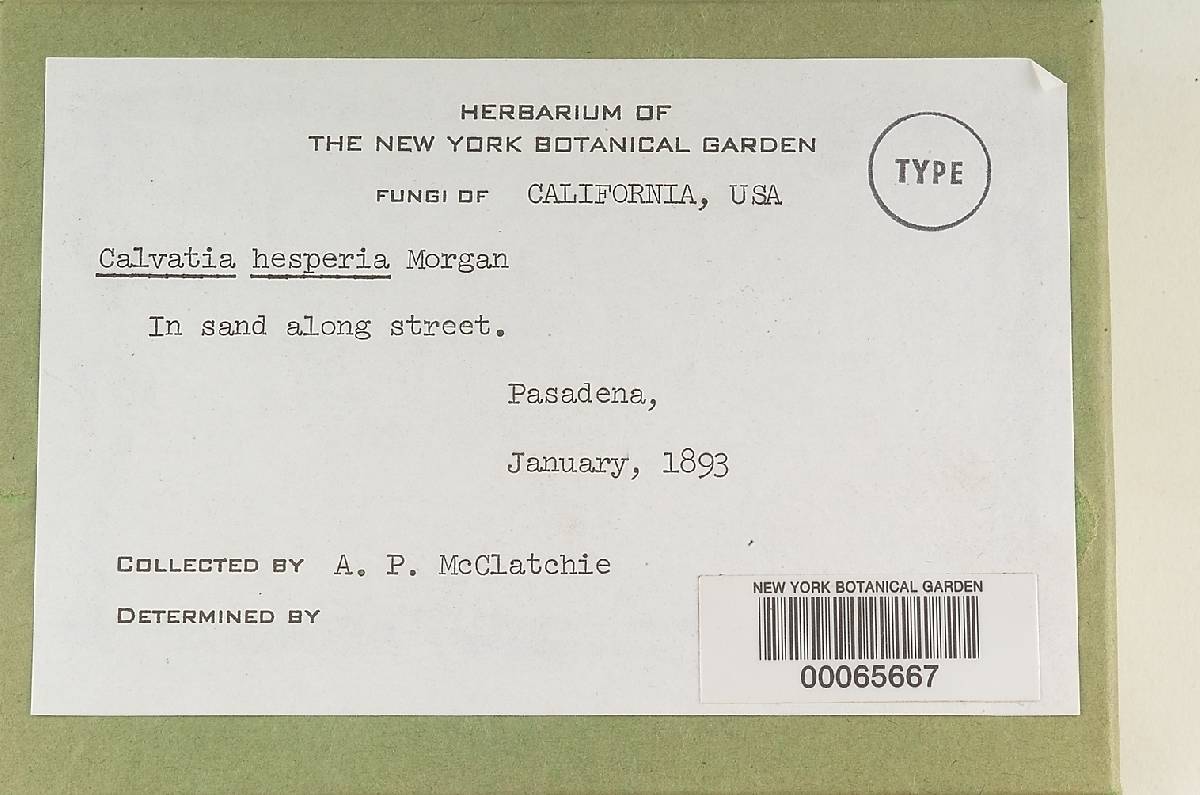 HERBARIUM OF
THE NEW YORK BOTANICAL GARDEN
FUNGI OF CALIFORNIA, USA
TYPE
Calvatia hesperia Morgan
In sand along street.
Pasadena,
January, 1893
COLLECTED BY A. P. McClatchie
DETERMINED BY
NEW YORK BOTANICAL GARDEN
00065667